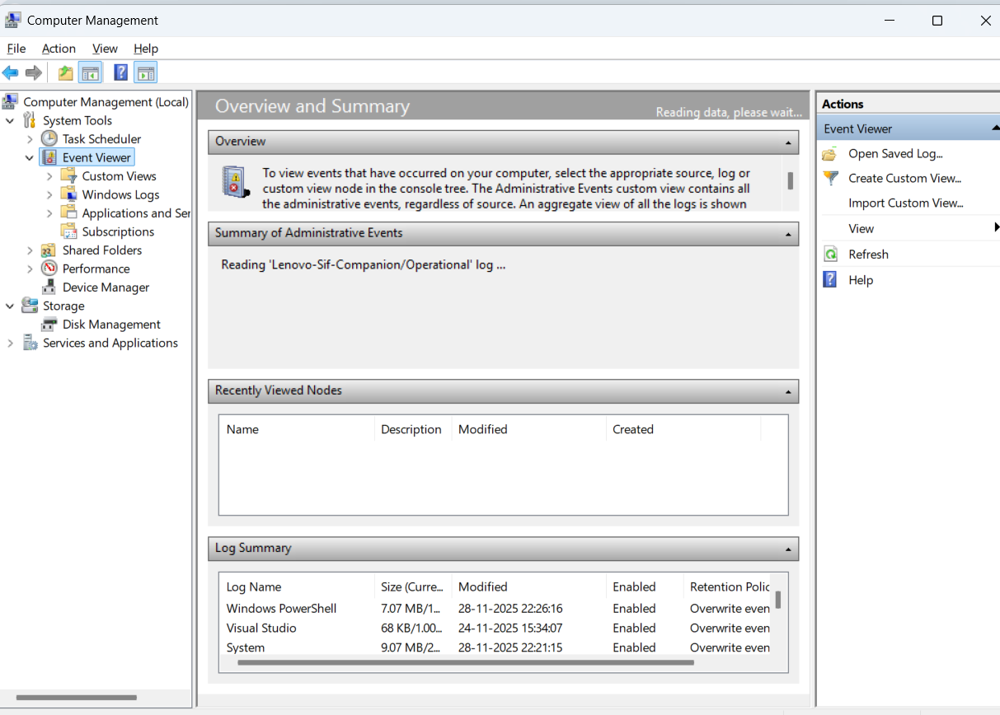 Computer Management
File Action View Help
Computer Management (Local)
System Tools
Task Scheduler
Event Viewer
Custom Views
Windows Logs
Applications and Ser
Subscriptions
Shared Folders
Performance
Device Manager
Storage
Disk Management
Services and Applications
Overview and Summary
Reading data, please wait...
Overview
To view events that have occurred on your computer, select the appropriate source, log or
custom view node in the console tree. The Administrative Events custom view contains all
the administrative events, regardless of source. An aggregate view of all the logs is shown
Summary of Administrative Events
Reading 'Lenovo-Sif-Companion/Operational' log ...
Recently Viewed Nodes
Name Description Modified Created
Log Summary
Log Name Size (Curre... Modified Enabled Retention Polic
Windows PowerShell 7.07 MB/1... 28-11-2025 22:26:16 Enabled Overwrite even
Visual Studio 68 KB/1.00... 24-11-2025 15:34:07 Enabled Overwrite even
System 9.07 MB/2... 28-11-2025 22:21:15 Enabled Overwrite even
Actions
Event Viewer
Open Saved Log...
Create Custom View...
Import Custom View...
View
Refresh
Help